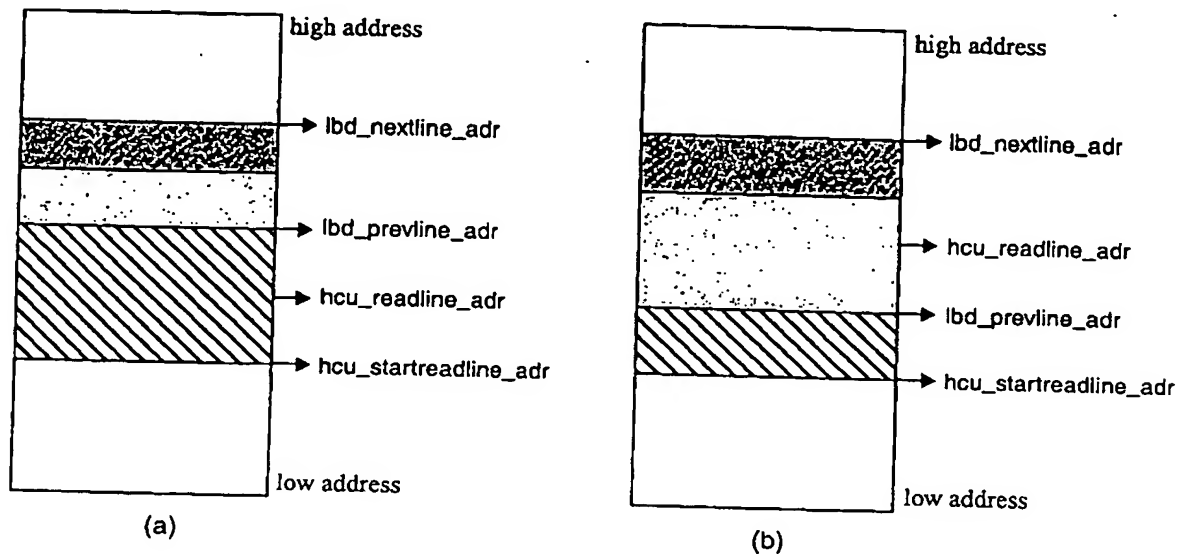 high address
lbd_nextline_adr
lbd_prevline_adr
hcu_readline_adr
hcu_startreadline_adr
low address
(a)
high address
lbd_nextline_adr
hcu_readline_adr
lbd_prevline_adr
hcu_startreadline_adr
low address
(b)